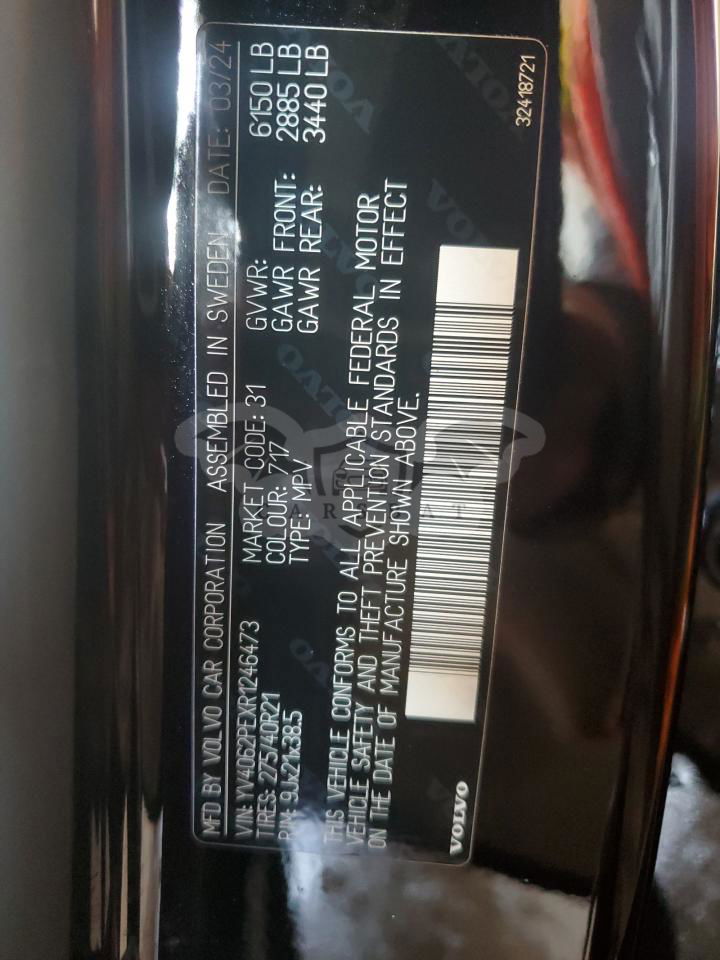 MFD BY VOLVO CAR CORPORATION ASSEMBLED IN SWEDEN DATE: 03/24
VIN: YV4062PEXR1246473 MARKET CODE: 31 GVWR: 6150 LB
TIRES: 275/40R21 COLOUR: 717 GAWR FRONT: 2885 LB
RIM: 9Jx21x38.5 TYPE: MPV GAWR REAR: 3440 LB
THIS VEHICLE CONFORMS TO ALL APPLICABLE FEDERAL MOTOR
VEHICLE SAFETY AND THEFT PREVENTION STANDARDS IN EFFECT
ON THE DATE OF MANUFACTURE SHOWN ABOVE.
VOLVO 32418721